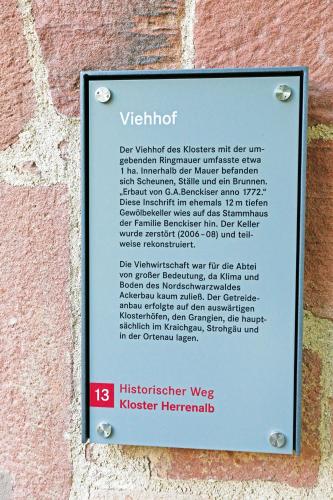 Viehhof
Der Viehhof des Klosters mit der um-
gebenden Ringmauer umfasste etwa
1 ha. Innerhalb der Mauer befanden
sich Scheunen, Ställe und ein Brunnen.
„Erbaut von G.A.Benckiser anno 1772.“
Diese Inschrift im ehemals 12 m tiefen
Gewölbekeller wies auf das Stammhaus
der Familie Benckiser hin. Der Keller
wurde zerstört (2006–08) und teil-
weise rekonstruiert.
Die Viehwirtschaft war für die Abtei
von großer Bedeutung, da Klima und
Boden des Nordschwarzwaldes
Ackerbau kaum zuließ. Der Getreide-
anbau erfolgte auf den auswärtigen
Klosterhöfen, den Grangien, die haupt-
sächlich im Kraichgau, Strohgäu und
in der Ortenau lagen.
13 Historischer Weg
Kloster Herrenalb